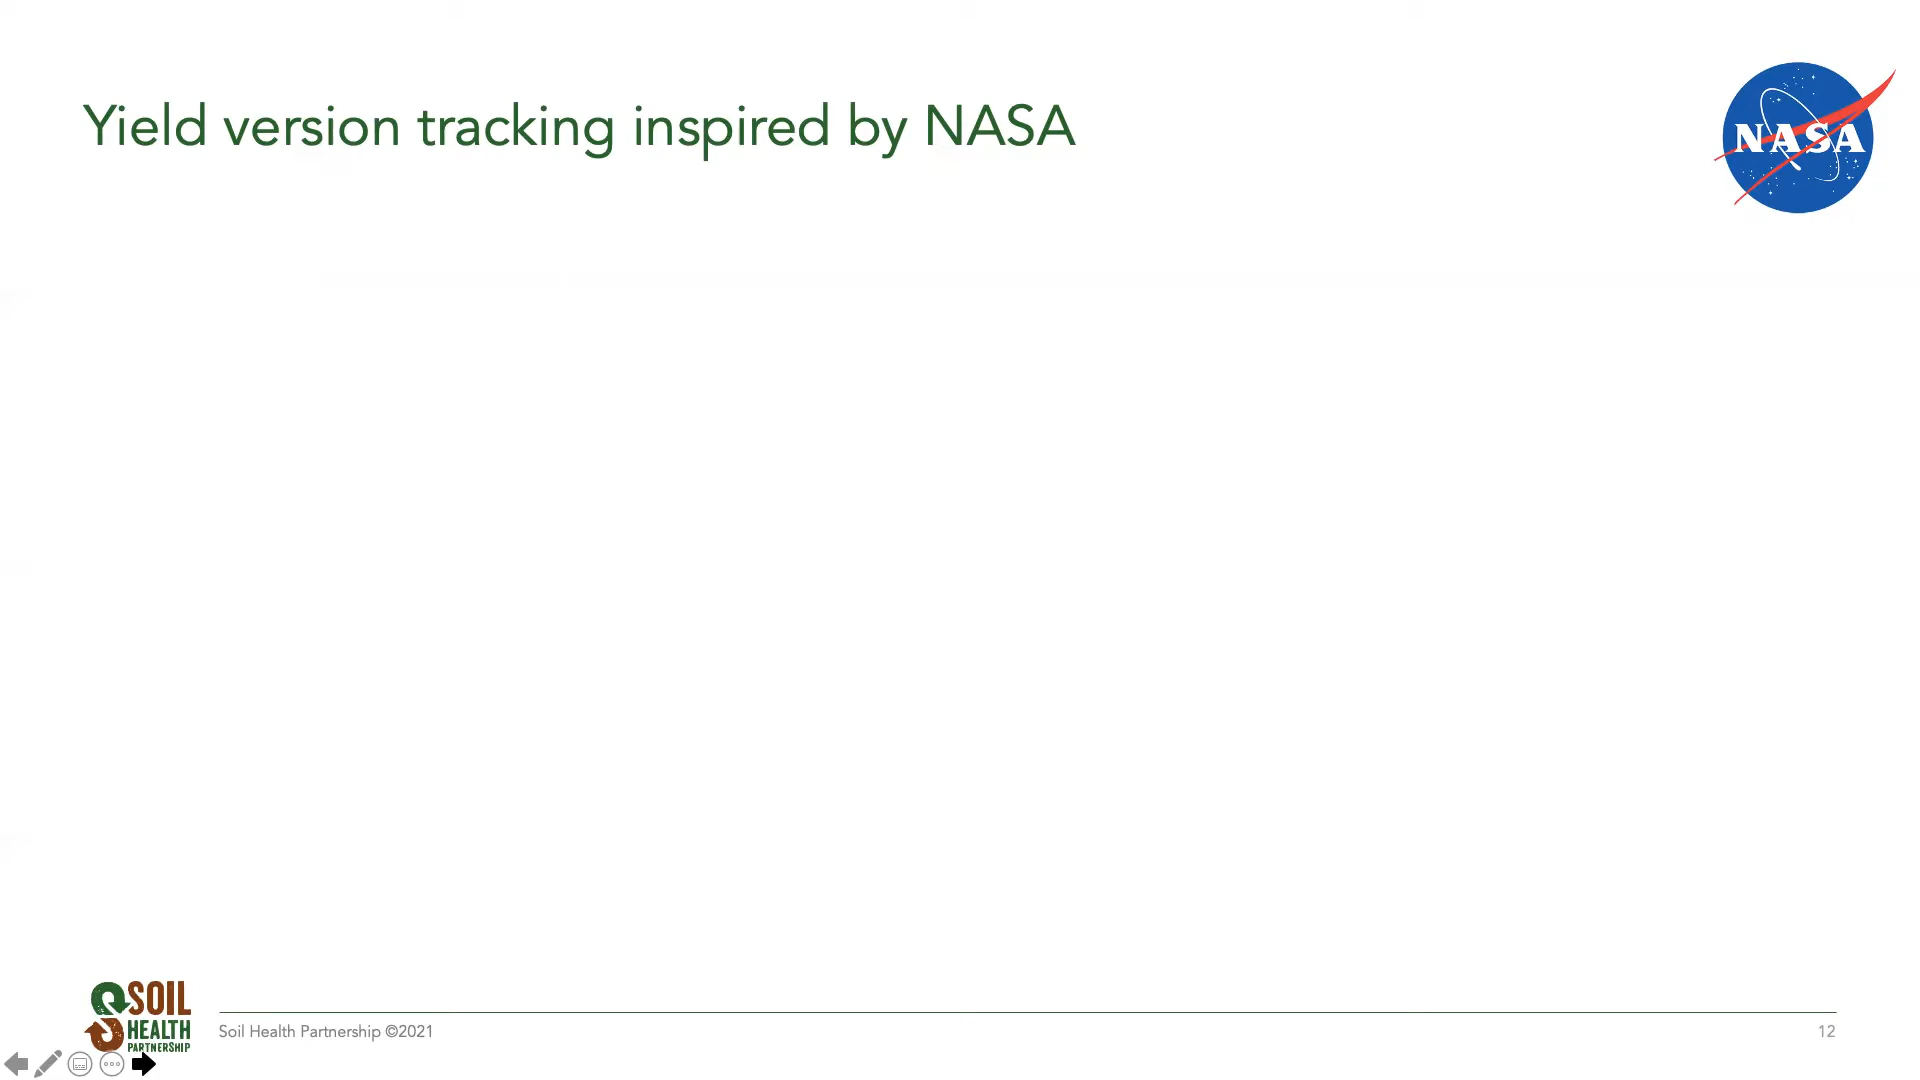 Yield version tracking inspired by NASA
NASA
SOIL
HEALTH
PARTNERSHIP
Soil Health Partnership ©2021
12